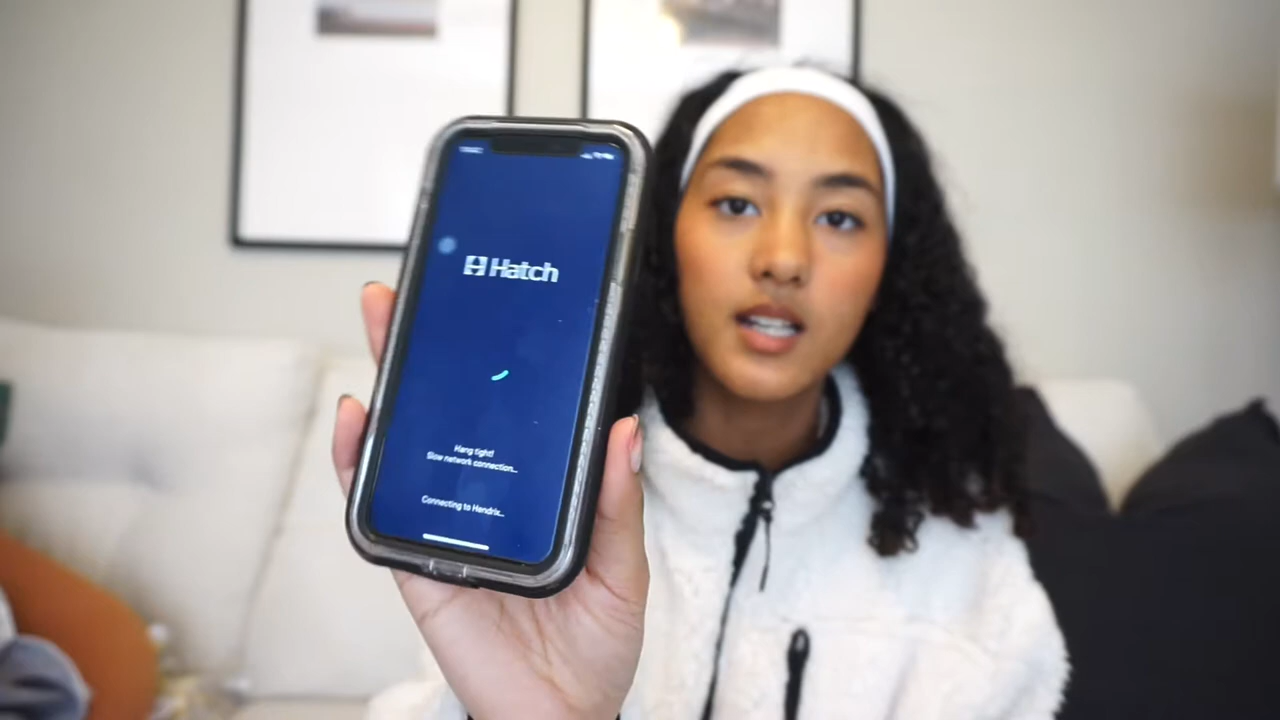 Hatch
Hang tight!
Slow network connection...
Connecting to Hendrix...